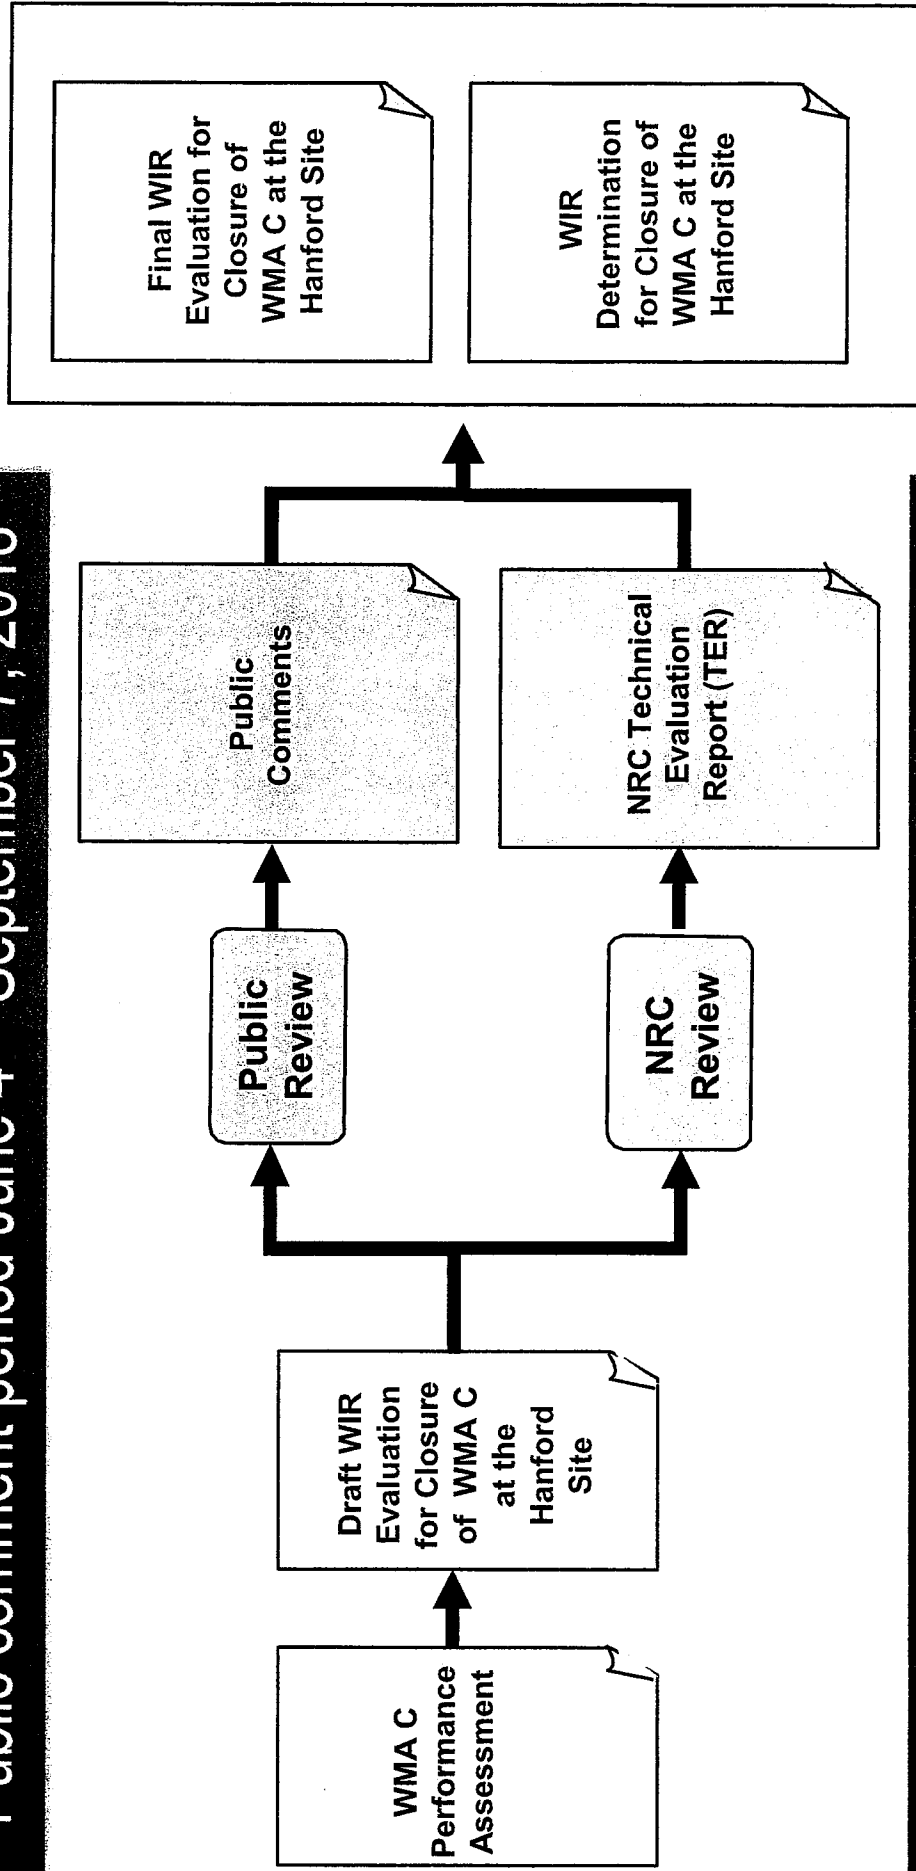 Public comment period June 4 - September 7,
WMA C
Performance
Assessment
Draft WIR
Evaluation
for Closure
of WMA C
at the
Hanford
Site
Public
Review
NRC
Review
Public
Comments
NRC Technical
Evaluation
Report (TER)
Final WIR
Evaluation for
Closure of
WMA C at the
Hanford Site
WIR
Determination
for Closure of
WMA C at the
Hanford Site